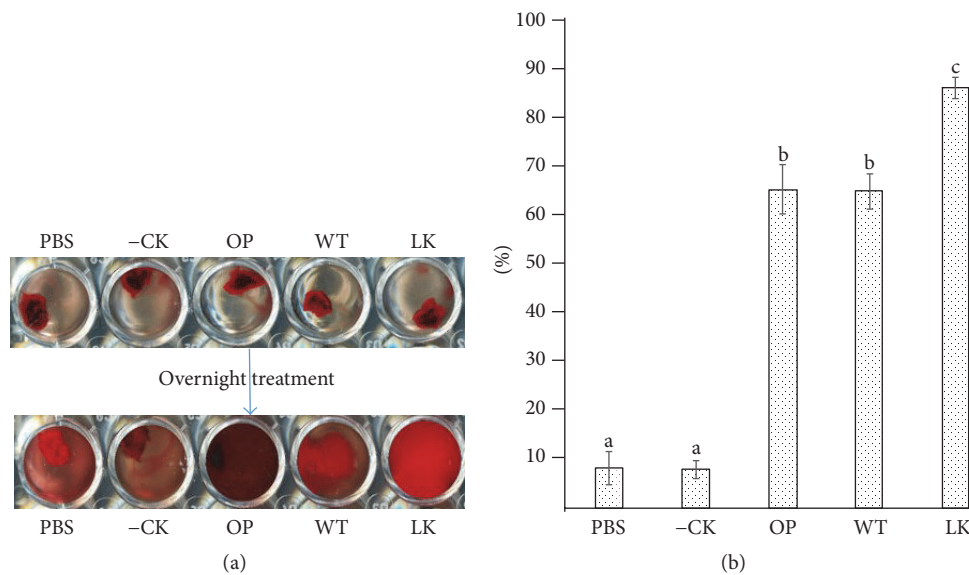 PBS −CK OP WT LK
Overnight treatment
PBS −CK OP WT LK
(a)
100
90
80
70
60
50
40
30
20
10
(%)
a
a
b
b
c
PBS −CK OP WT LK
(b)